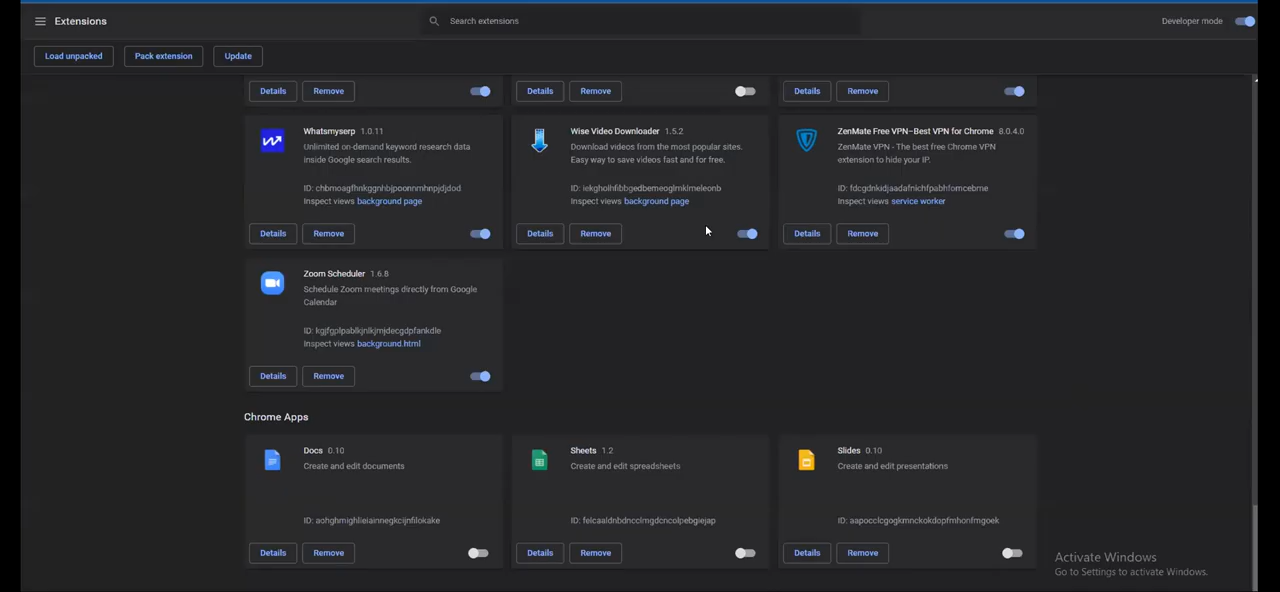 Extensions
Search extensions
Developer mode
Load unpacked
Pack extension
Update
Details
Remove
Details
Remove
Details
Remove
Whatsmyserp 1.0.11
Unlimited on-demand keyword research data
inside Google search results.
ID: chbmoagfhnkggnhbjpoonnmhnpjdjdod
Inspect views background page
Details
Remove
Wise Video Downloader 1.5.2
Download videos from the most popular sites.
Easy way to save videos fast and for free.
Inspect views background page
Details
Remove
ZenMate Free VPN–Best VPN for Chrome 8.0.4.0
ZenMate VPN - The best free Chrome VPN
extension to hide your IP.
ID: fdcgdnkidjaadafnichfpabhfomcebme
Inspect views service worker
Details
Remove
Zoom Scheduler 1.6.8
Schedule Zoom meetings directly from Google
Calendar
ID: kgjfgplpablkjnlkjmjdecgdpfankdle
Inspect views background.html
Details
Remove
Chrome Apps
Docs 0.10
Create and edit documents
ID: aohghmighlieiainnegkcijnfilokake
Details
Remove
Sheets 1.2
Create and edit spreadsheets
ID: felcaaldnbdncclmgdcncolpebgiejap
Details
Remove
Slides 0.10
Create and edit presentations
ID: aapocclcgogkmnckokdopfmhonfmgoek
Details
Remove
Activate Windows
Go to Settings to activate Windows.